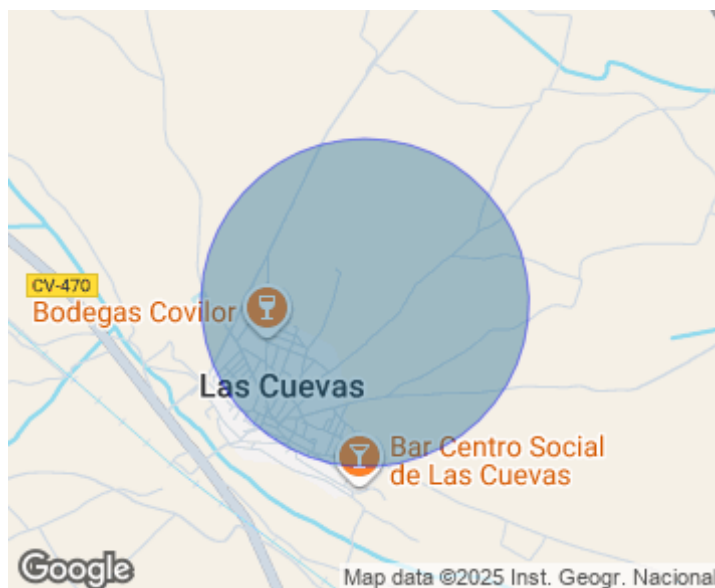 CV-470
Bodegas Covilor
Las Cuevas
Bar Centro Social
de Las Cuevas
Google
Map data ©2025 Inst. Geogr. Nacional